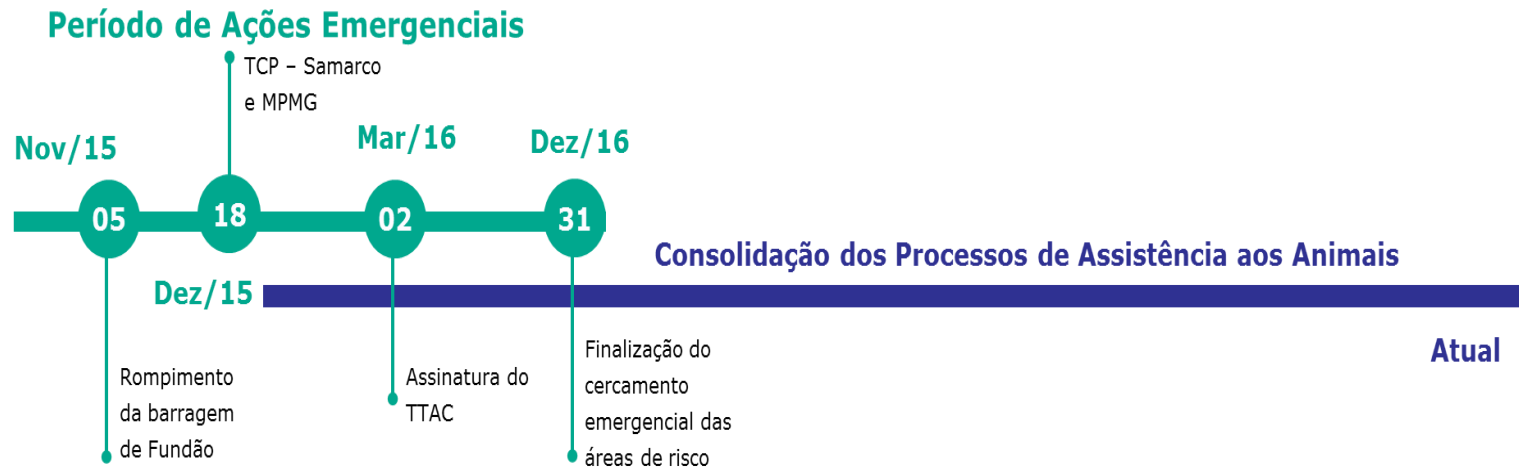 Período de Ações Emergenciais
TCP – Samarco
e MPMG
Nov/15
Mar/16
Dez/16
05
18
02
31
Consolidação dos Processos de Assistência aos Animais
Dez/15
Atual
Rompimento
da barragem
de Fundão
Assinatura do
TTAC
Finalização do
cercamento
emergencial das
áreas de risco